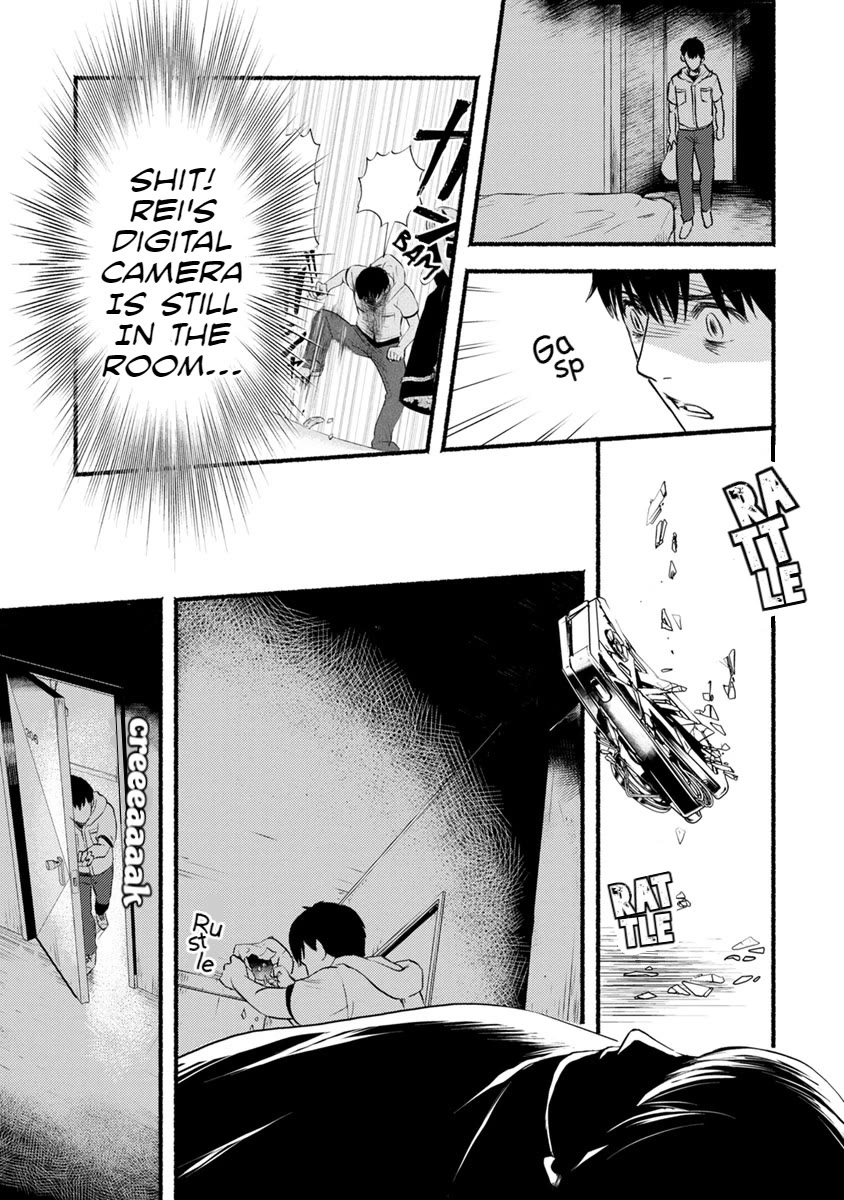 Ga
sp
SHIT!
REI'S
DIGITAL
CAMERA
IS STILL
IN THE
ROOM...
BAM
RA
TT
LE
RAT
TLE
Ru
st
le
creeeaaaak